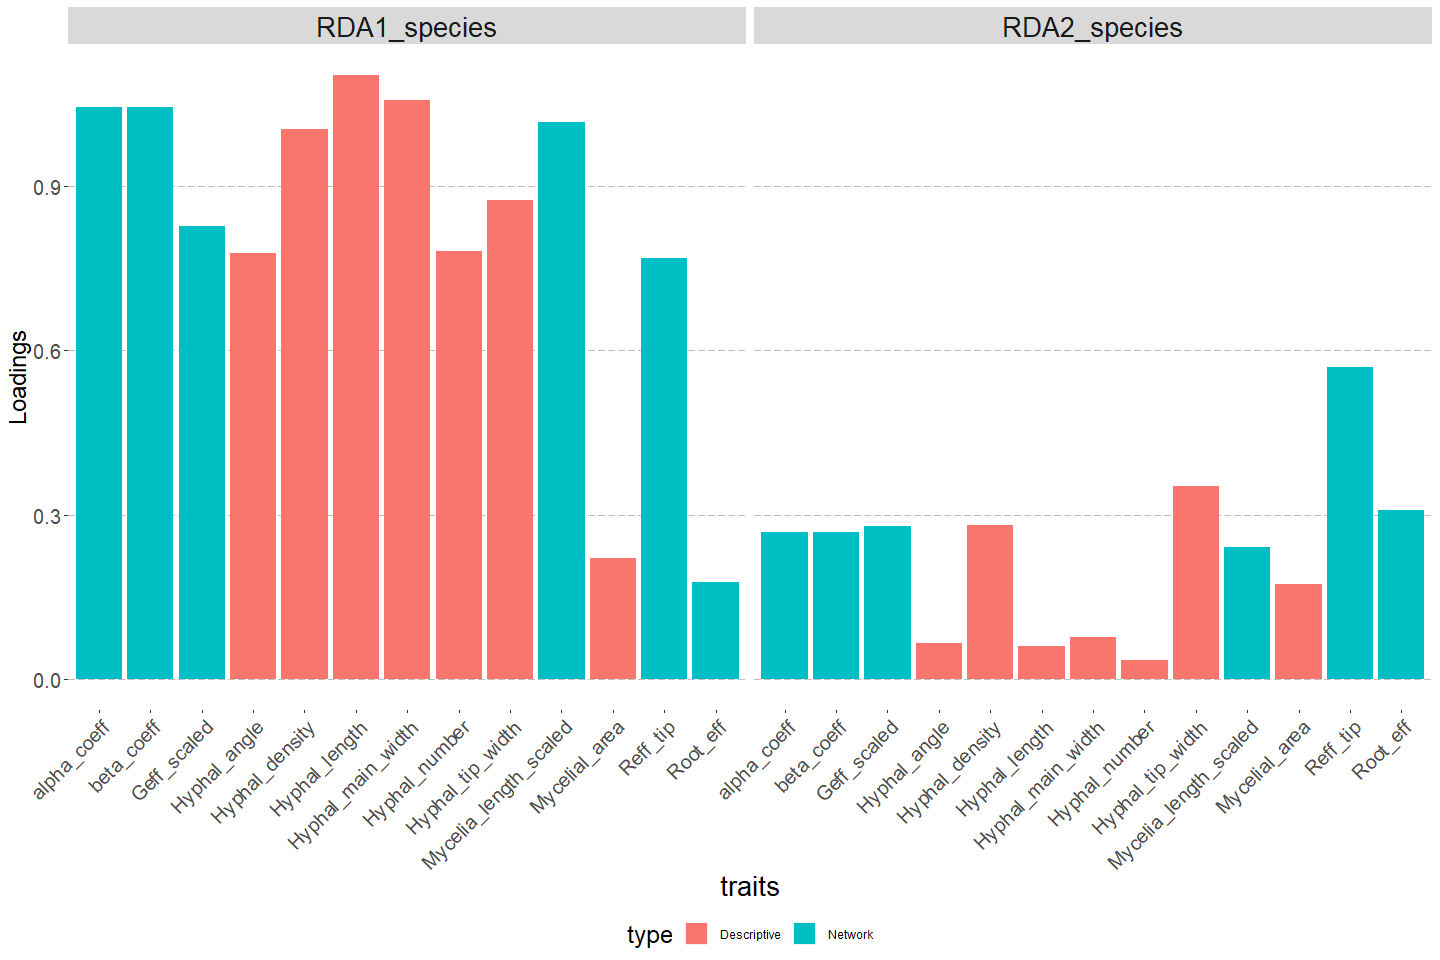 RDA1_species
RDA2_species
Loadings
0.9
0.6
0.3
0.0
alpha_coeff
beta_coeff
Geff_scaled
Hyphal_angle
Hyphal_density
Hyphal_length
Hyphal_main_width
Hyphal_number
Hyphal_tip_width
Mycelia_length_scaled
Mycelial_area
Reff_tip
Root_eff
alpha_coeff
beta_coeff
Geff_scaled
Hyphal_angle
Hyphal_density
Hyphal_length
Hyphal_main_width
Hyphal_number
Hyphal_tip_width
Mycelia_length_scaled
Mycelial_area
Reff_tip
Root_eff
traits
type Descriptive Network